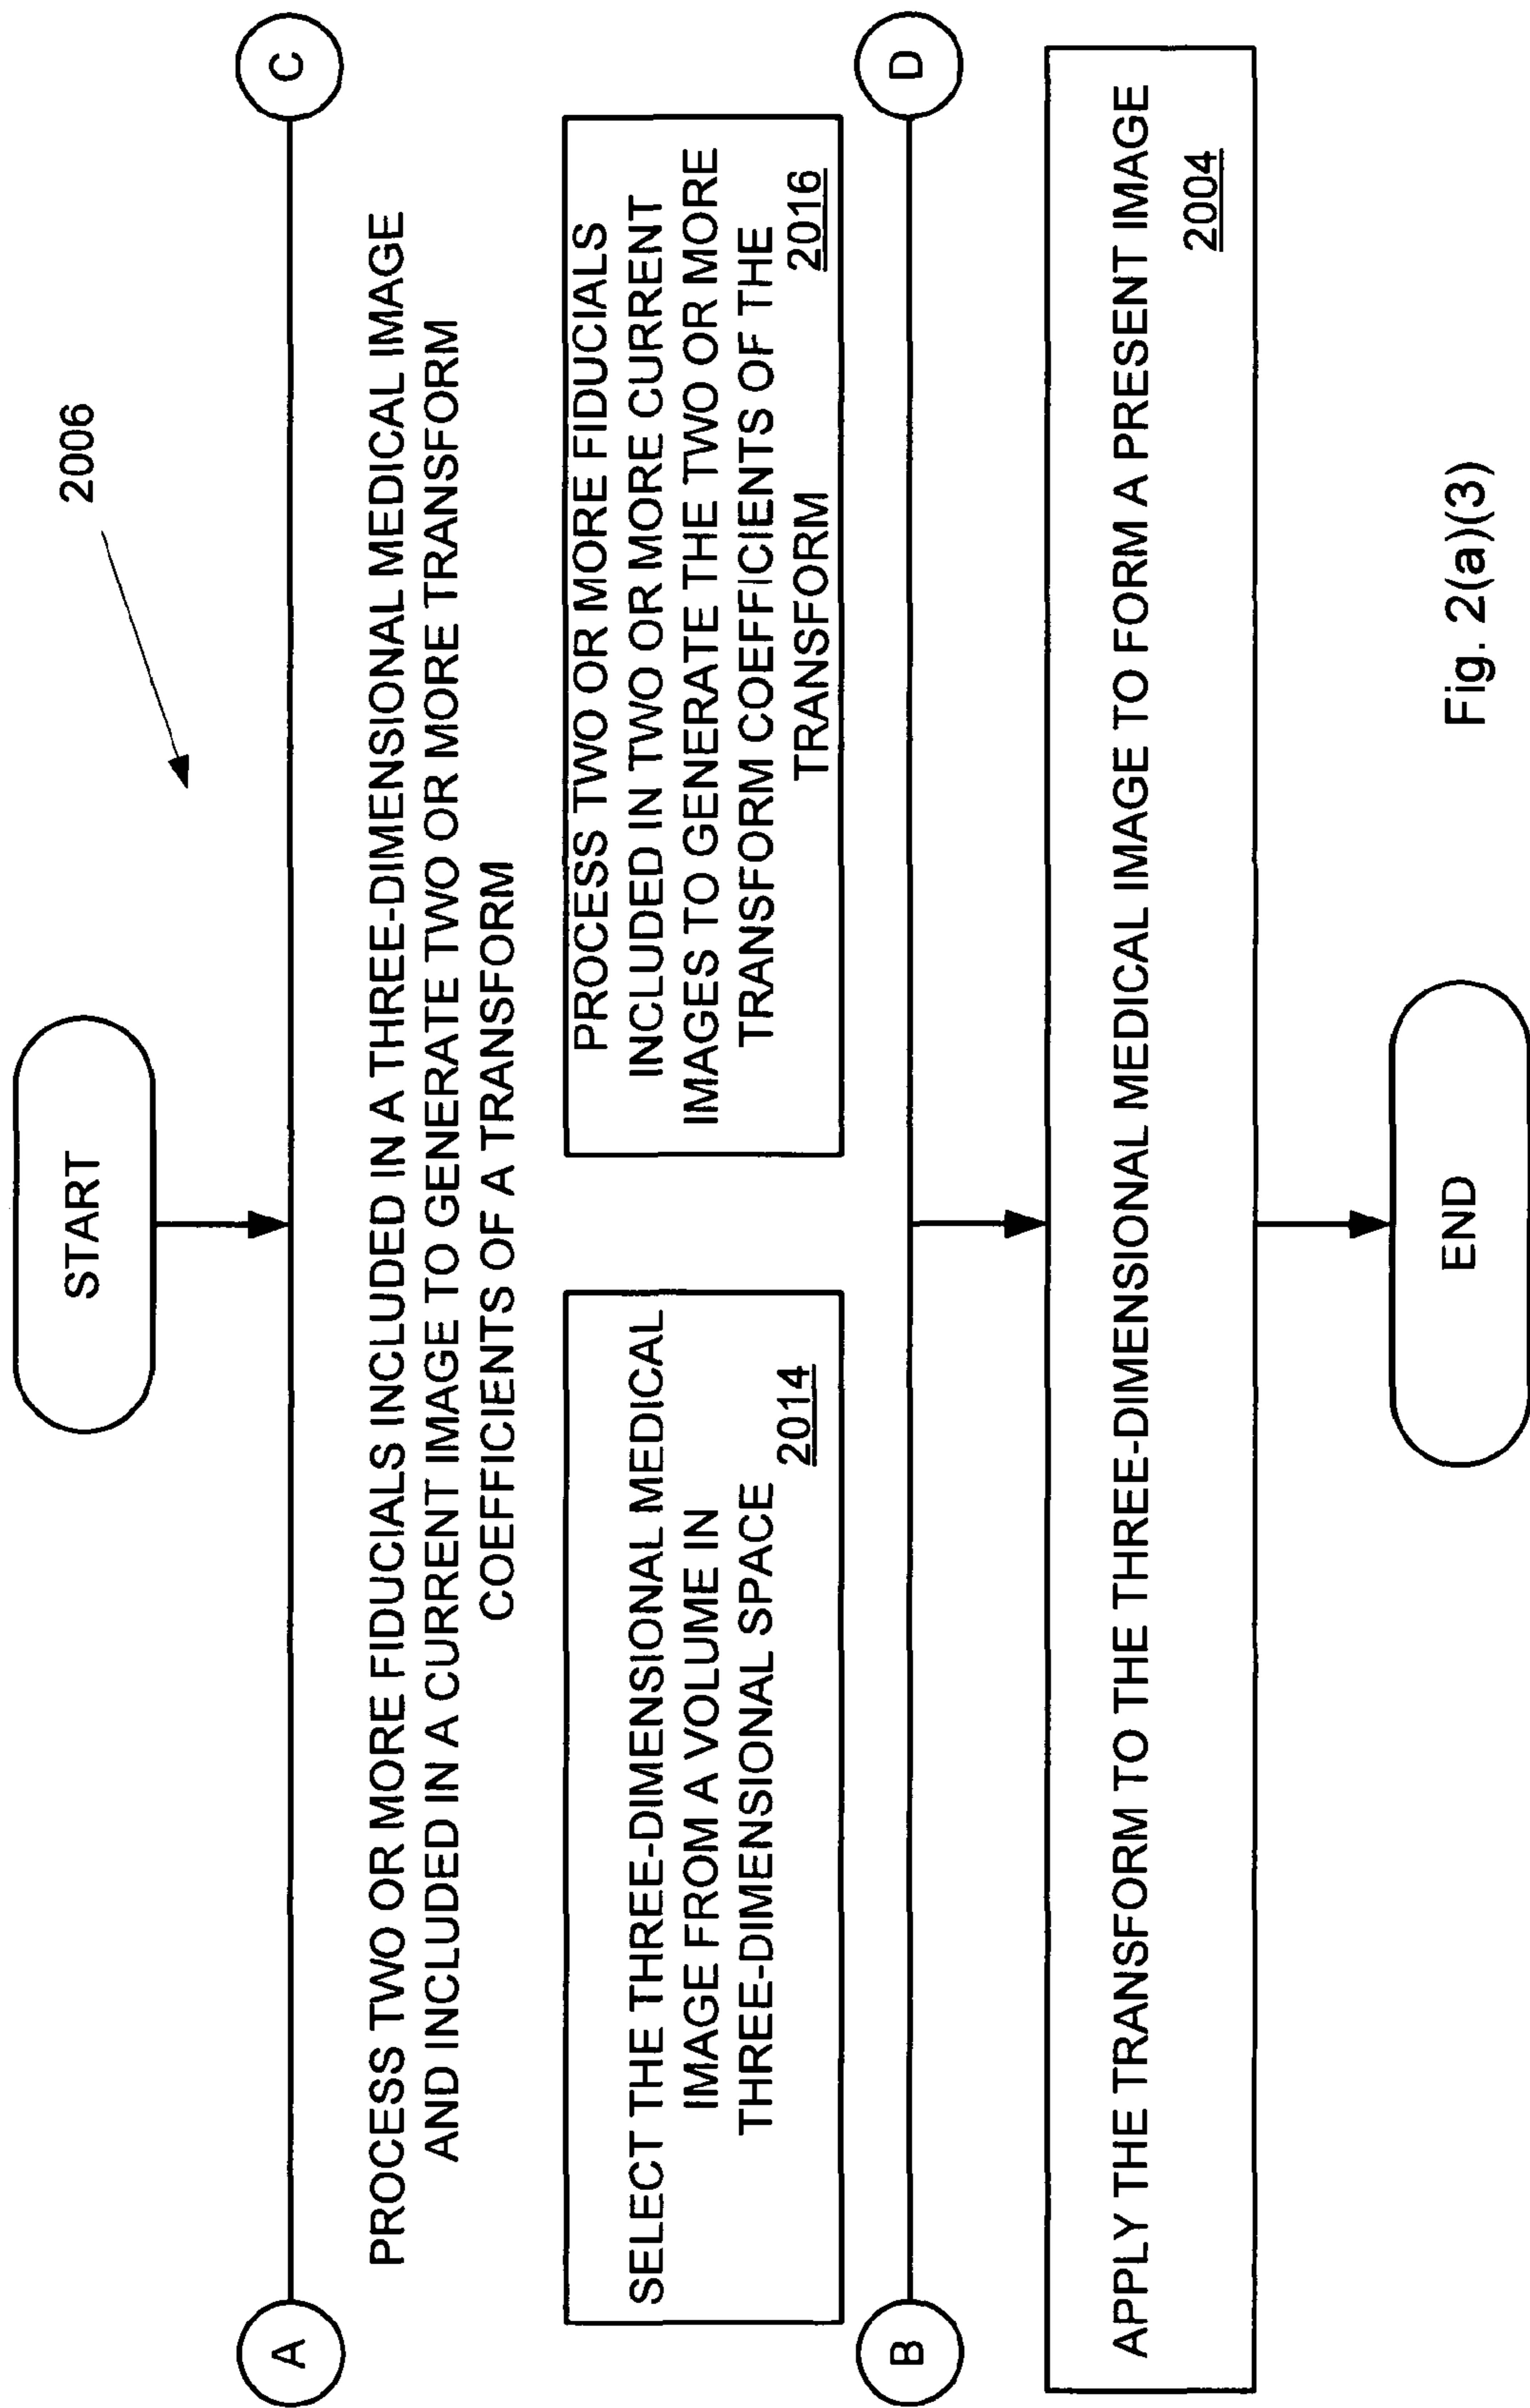 2006
START
A
C
PROCESS TWO OR MORE FIDUCIALS INCLUDED IN A THREE-DIMENSIONAL MEDICAL IMAGE
AND INCLUDED IN A CURRENT IMAGE TO GENERATE TWO OR MORE TRANSFORM
COEFFICIENTS OF A TRANSFORM
SELECT THE THREE-DIMENSIONAL MEDICAL
IMAGE FROM A VOLUME IN
THREE-DIMENSIONAL SPACE
2014
PROCESS TWO OR MORE FIDUCIALS
INCLUDED IN TWO OR MORE CURRENT
IMAGES TO GENERATE THE TWO OR MORE
TRANSFORM COEFFICIENTS OF THE
TRANSFORM
2016
B
D
APPLY THE TRANSFORM TO THE THREE-DIMENSIONAL MEDICAL IMAGE TO FORM A PRESENT IMAGE
2004
END
Fig. 2(a)(3)